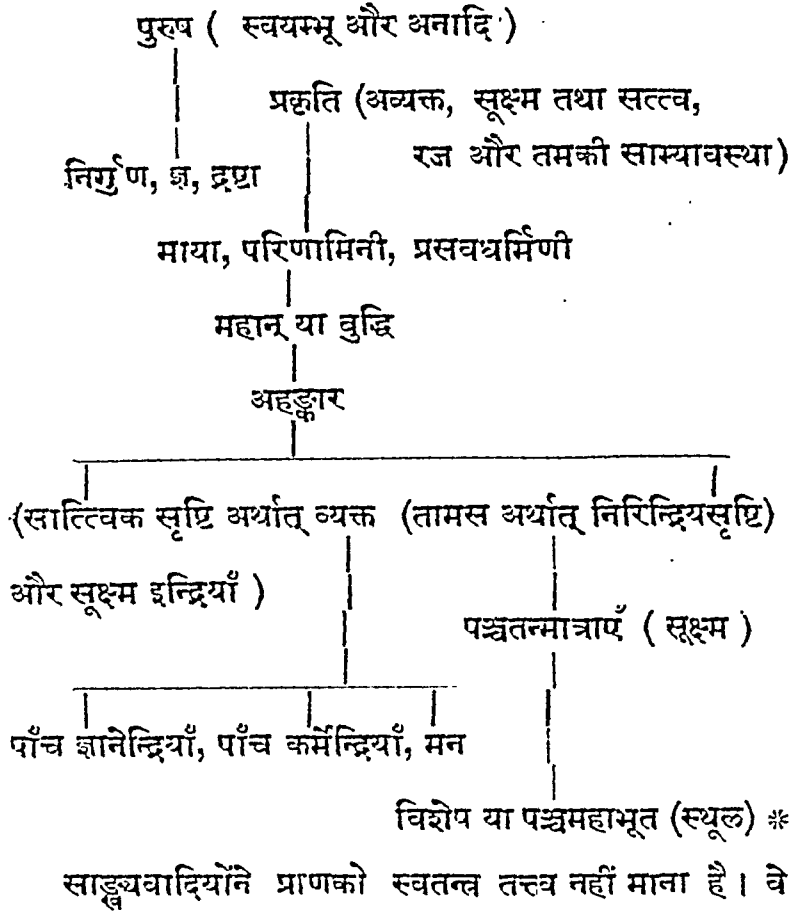 पुरुष ( स्वयम्भू और अनादि )
प्रकृति (अव्यक्त, सूक्ष्म तथा सत्त्व,
रज और तमकी साम्यावस्था)
निर्गुण, ज्ञ, द्रष्टा
माया, परिणामिनी, प्रसवधर्मिणी
महान् या वुद्धि
अहङ्कार
(सात्त्विक सृष्टि अर्थात् व्यक्त (तामस अर्थात् निरिन्द्रियसृष्टि)
और सूक्ष्म इन्द्रियाँ )
पञ्चतन्मात्राएँ ( सूक्ष्म )
पाँच ज्ञानेन्द्रियाँ, पाँच कर्मेन्द्रियाँ, मन
विशेष या पञ्चमहाभूत (स्थूल) *
साङ्ख्यवादियोंने प्राणको स्वतन्त्र तत्त्व नहीं माना है। वे